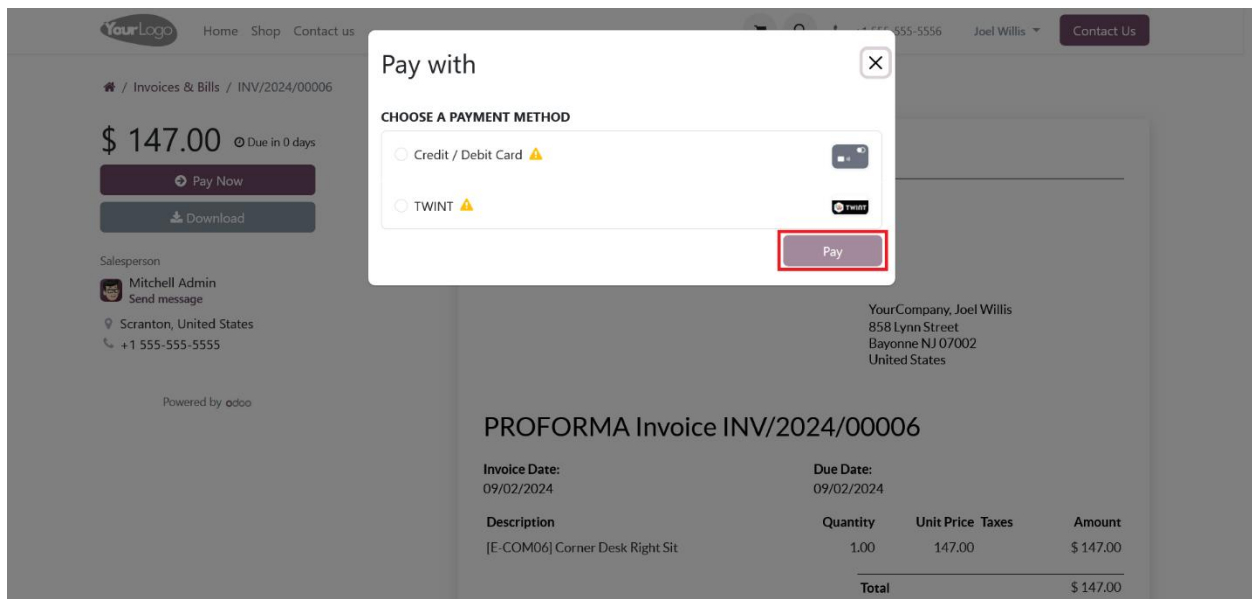 YourLogo Home Shop Contact us 555-5556 Joel Willis Contact Us
/ Invoices & Bills / INV/2024/00006
$ 147.00 Due in 0 days
Pay Now
Download
Salesperson
Mitchell Admin
Send message
Scranton, United States
+1 555-555-5555
Powered by odoo
Pay with
CHOOSE A PAYMENT METHOD
Credit / Debit Card
TWINT TWINT
Pay
YourCompany, Joel Willis
858 Lynn Street
Bayonne NJ 07002
United States
PROFORMA Invoice INV/2024/00006
Invoice Date: Due Date:
09/02/2024 09/02/2024
Description Quantity Unit Price Taxes Amount
[E-COM06] Corner Desk Right Sit 1.00 147.00 $ 147.00
Total $ 147.00